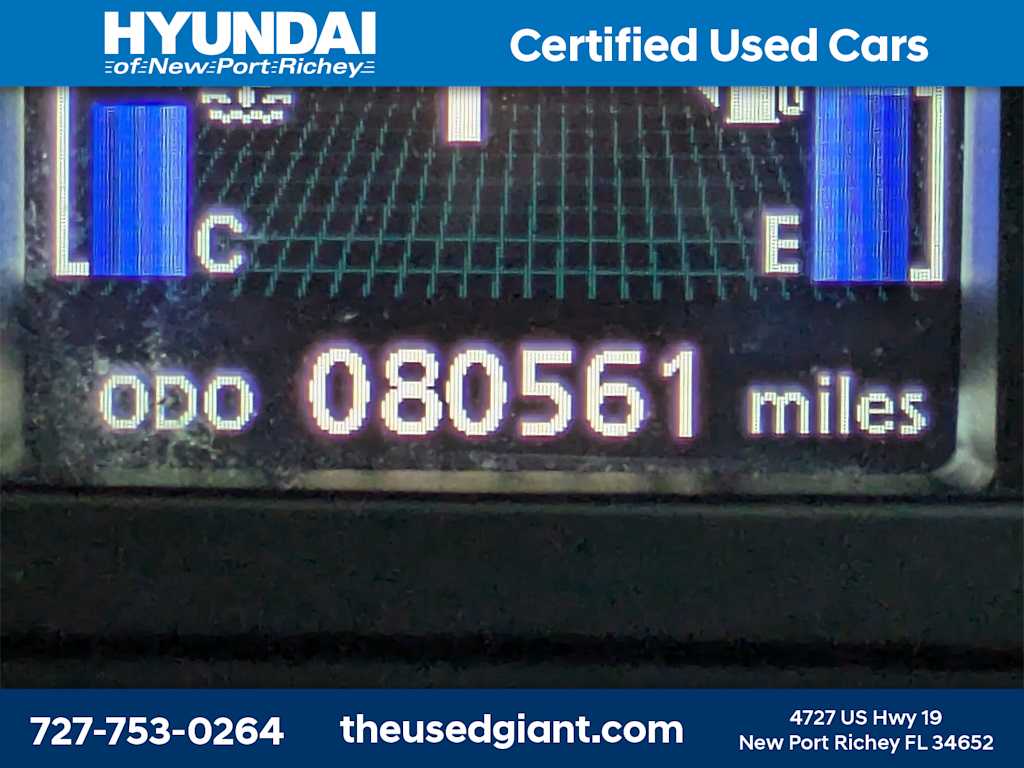 HYUNDAI
of New Port Richey
Certified Used Cars
C
E
ODO 080561 miles
727-753-0264
theusedgiant.com
4727 US Hwy 19
New Port Richey FL 34652